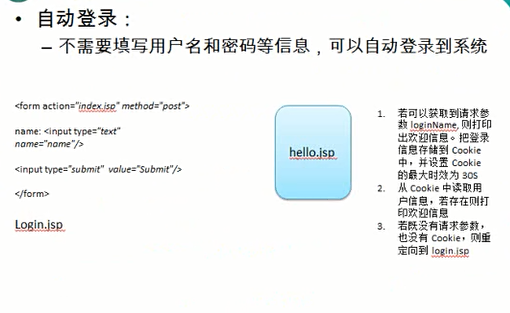 • 自动登录：
– 不需要填写用户名和密码等信息，可以自动登录到系统
<form action="index.jsp" method="post">
name: <input type="text"
name="name"/>
<input type="submit" value="Submit"/>
</form>
Login.jsp
hello.jsp
1. 若可以获取到请求参
数 loginName, 则打印
出欢迎信息。把登录
信息存储到 Cookie
中，并设置 Cookie
的最大时效为 30S
2. 从 Cookie 中读取用
户信息，若存在则打
印欢迎信息
3. 若既没有请求参数，
也没有 Cookie，则重
定向到 login.jsp